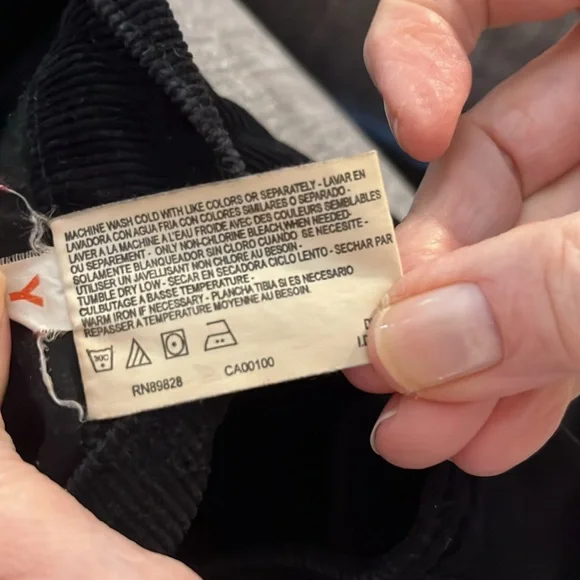 MACHINE WASH COLD WITH LIKE COLORS OR SEPARATELY - LAVAR EN
LAVADORA CON AGUA FRIA CON COLORES SIMILARES O SEPARADO -
LAVER A LA MACHINE A L'EAU FROIDE AVEC DES COULEURS SEMBLABLES
OU SEPAREMENT - ONLY NON-CHLORINE BLEACH,WHEN NEEDED-
SOLAMENTE BLANQUEADOR SIN CLORO CUANDO SE NECESITE -
UTILISER UN JAVELLISANT NON CHLORE AU BESOIN -
TUMBLE DRY LOW - SECAR EN SECADORA CICLO LENTO - SECHAR PAR
CULBUTAGE A BASSE TEMPERATURE -
WARM IRON IF NECESSARY - PLANCHA TIBIA SI ES NECESARIO
REPASSER A TEMPERATURE MOYENNE AU BESOIN.
30C
RN89828 CA00100
Y